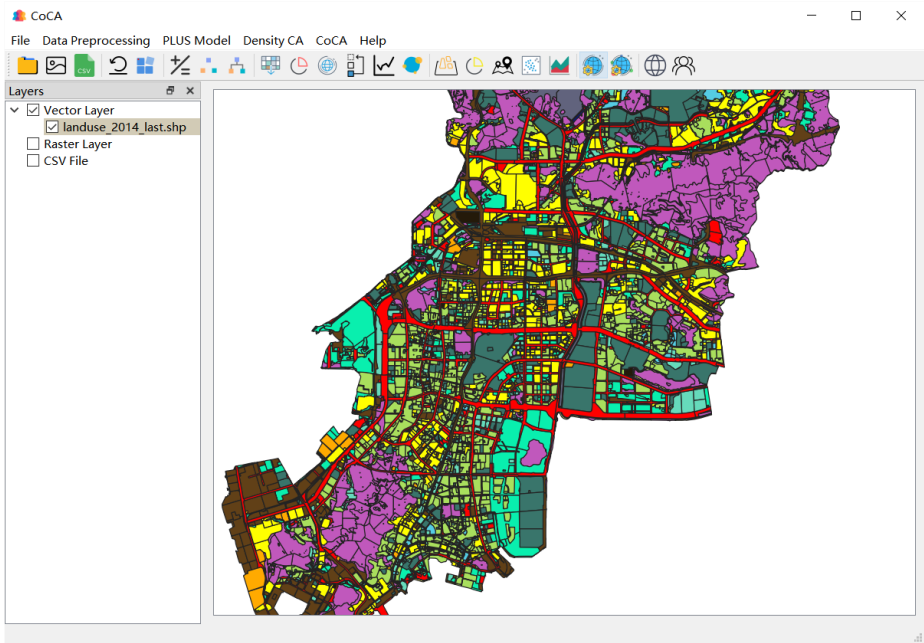 CoCA
File Data Preprocessing PLUS Model Density CA CoCA Help
CSV
Layers
Vector Layer
landuse_2014_last.shp
Raster Layer
CSV File